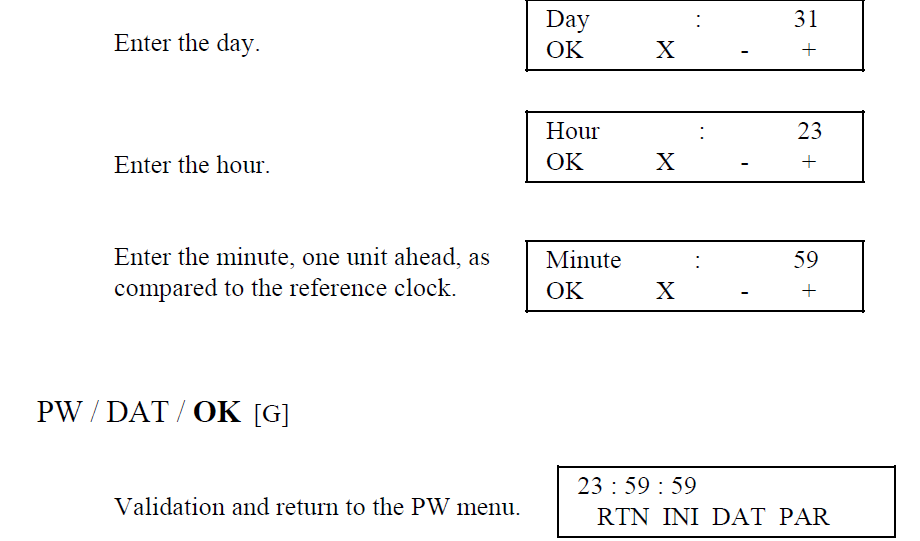 Enter the day.
Day : 31
OK X - +
Enter the hour.
Hour : 23
OK X - +
Enter the minute, one unit ahead, as
compared to the reference clock.
Minute : 59
OK X - +
PW / DAT / OK [G]
Validation and return to the PW menu.
23 : 59 : 59
RTN INI DAT PAR